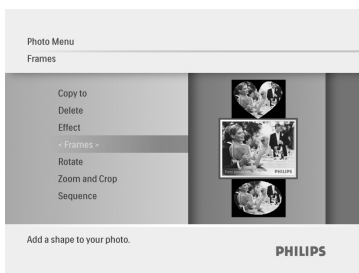 Photo Menu
Frames
Copy to
Delete
Effect
< Frames >
Rotate
Zoom and Crop
Sequence
PHILIPS
Add a shape to your photo.
PHILIPS